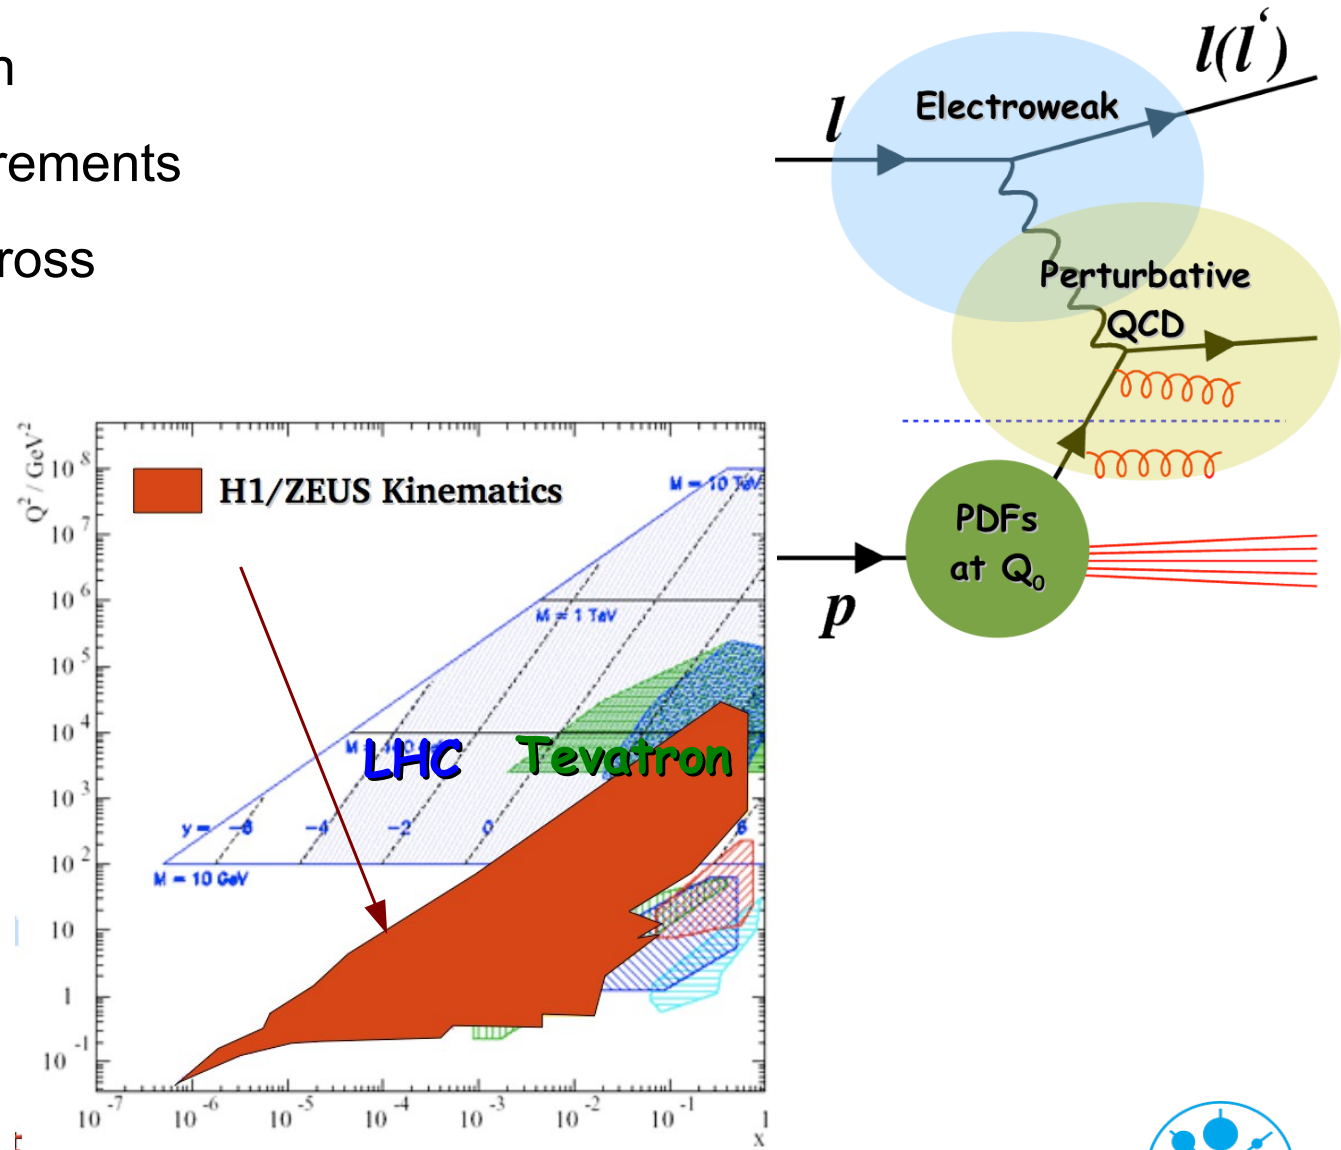 n
rements
ross
l
l(l‘)
Electroweak
Perturbative
QCD
PDFs
at Q₀
p
Q² / GeV²
H1/ZEUS Kinematics
M = 10 TeV
M = 1 TeV
LHC
Tevatron
y = -6 -4 -2 0 6
M = 10 GeV
10⁸
10⁷
10⁶
10⁵
10⁴
10³
10²
10
1
10⁻¹
10⁻⁷ 10⁻⁶ 10⁻⁵ 10⁻⁴ 10⁻³ 10⁻² 10⁻¹ 1
x
t